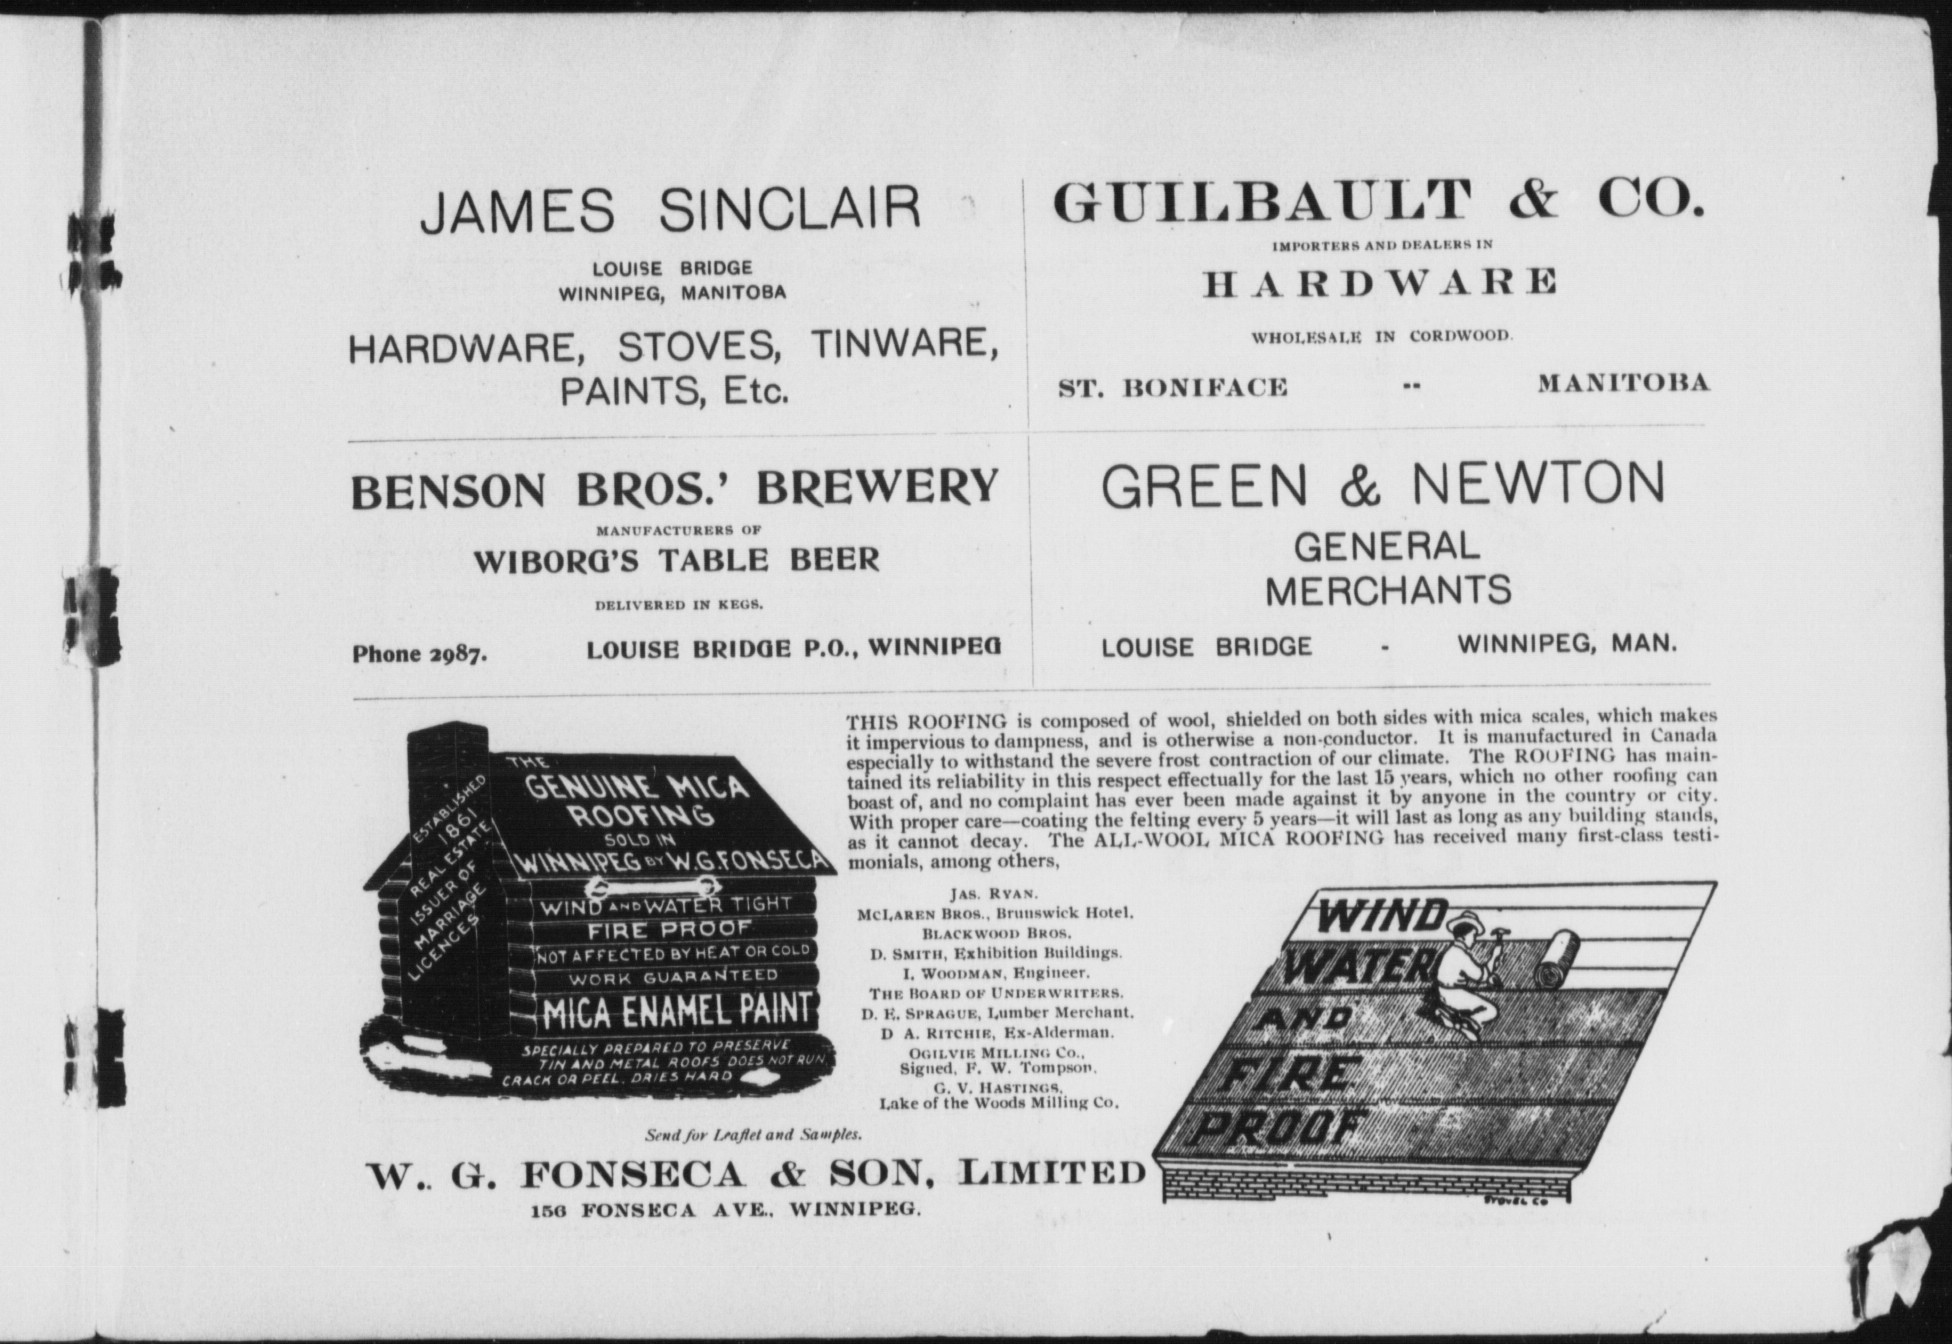 JAMES SINCLAIR
LOUISE BRIDGE
WINNIPEG, MANITOBA
HARDWARE, STOVES, TINWARE,
PAINTS, Etc.
GUILBAULT & CO.
IMPORTERS AND DEALERS IN
HARDWARE
WHOLESALE IN CORDWOOD.
ST. BONIFACE -- MANITOBA
BENSON BROS.' BREWERY
MANUFACTURERS OF
WIBORG'S TABLE BEER
DELIVERED IN KEGS.
Phone 2987. LOUISE BRIDGE P.O., WINNIPEG
GREEN & NEWTON
GENERAL
MERCHANTS
LOUISE BRIDGE - WINNIPEG, MAN.
THE
GENUINE MICA
ROOFING
SOLD IN
WINNIPEG BY W.G. FONSECA
WIND AND WATER TIGHT
FIRE PROOF
NOT AFFECTED BY HEAT OR COLD
WORK GUARANTEED
MICA ENAMEL PAINT
SPECIALLY PREPARED TO PRESERVE
TIN AND METAL ROOFS DOES NOT RUN
CRACK OR PEEL. DRIES HARD
ESTABLISHED
1861
REAL ESTATE
ISSUER OF
MARRIAGE
LICENCES.
THIS ROOFING is composed of wool, shielded on both sides with mica scales, which makes
it impervious to dampness, and is otherwise a non-conductor. It is manufactured in Canada
especially to withstand the severe frost contraction of our climate. The ROOFING has main-
tained its reliability in this respect effectually for the last 15 years, which no other roofing can
boast of, and no complaint has ever been made against it by anyone in the country or city.
With proper care—coating the felting every 5 years—it will last as long as any building stands,
as it cannot decay. The ALL-WOOL MICA ROOFING has received many first-class testi-
monials, among others,
JAS. RYAN.
MCLAREN BROS., Brunswick Hotel.
BLACKWOOD BROS.
D. SMITH, Exhibition Buildings.
I. WOODMAN, Engineer.
THE BOARD OF UNDERWRITERS.
D. E. SPRAGUE, Lumber Merchant.
D A. RITCHIE, Ex-Alderman.
OGILVIE MILLING CO.,
Signed, F. W. Tompson.
G. V. HASTINGS,
Lake of the Woods Milling Co.
WIND
WATER
AND
FIRE
PROOF
STOVEL CO
Send for Leaflet and Samples.
W. G. FONSECA & SON, LIMITED
156 FONSECA AVE., WINNIPEG.